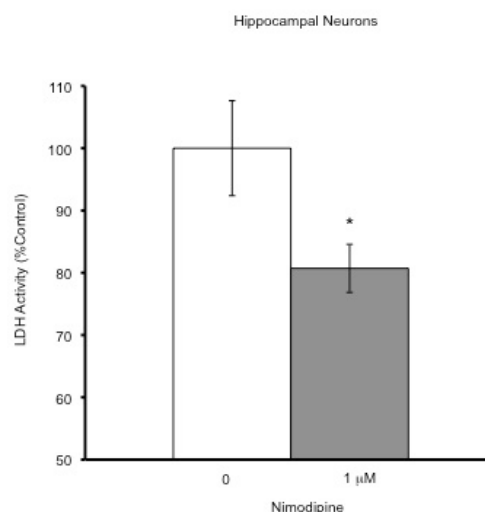 Hippocampal Neurons
LDH Activity (%Control)
110
100
90
80
70
60
50
*
0
1 μM
Nimodipine